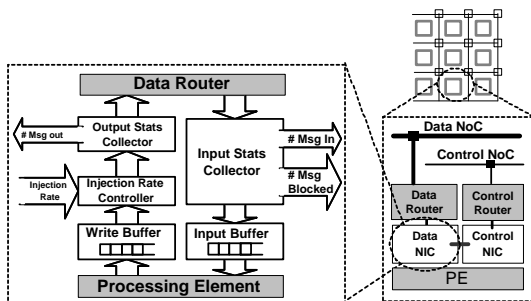 Data Router
# Msg out
Output Stats
Collector
Input Stats
Collector
# Msg In
# Msg
Blocked
Injection
Rate
Injection Rate
Controller
Write Buffer
Input Buffer
Processing Element
Data NoC
Control NoC
Data
Router
Control
Router
Data
NIC
Control
NIC
PE